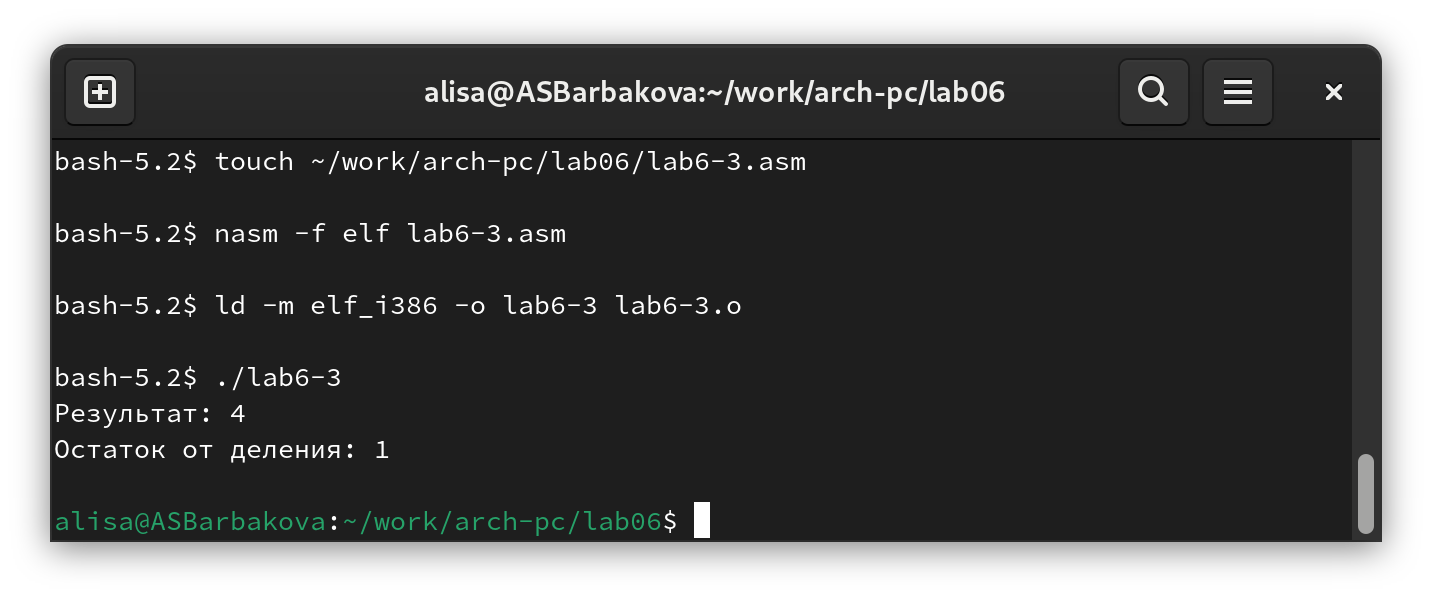 alisa@ASBarbakova:~/work/arch-pc/lab06
bash-5.2$ touch ~/work/arch-pc/lab06/lab6-3.asm
bash-5.2$ nasm -f elf lab6-3.asm
bash-5.2$ ld -m elf_i386 -o lab6-3 lab6-3.o
bash-5.2$ ./lab6-3
Результат: 4
Остаток от деления: 1
alisa@ASBarbakova:~/work/arch-pc/lab06$